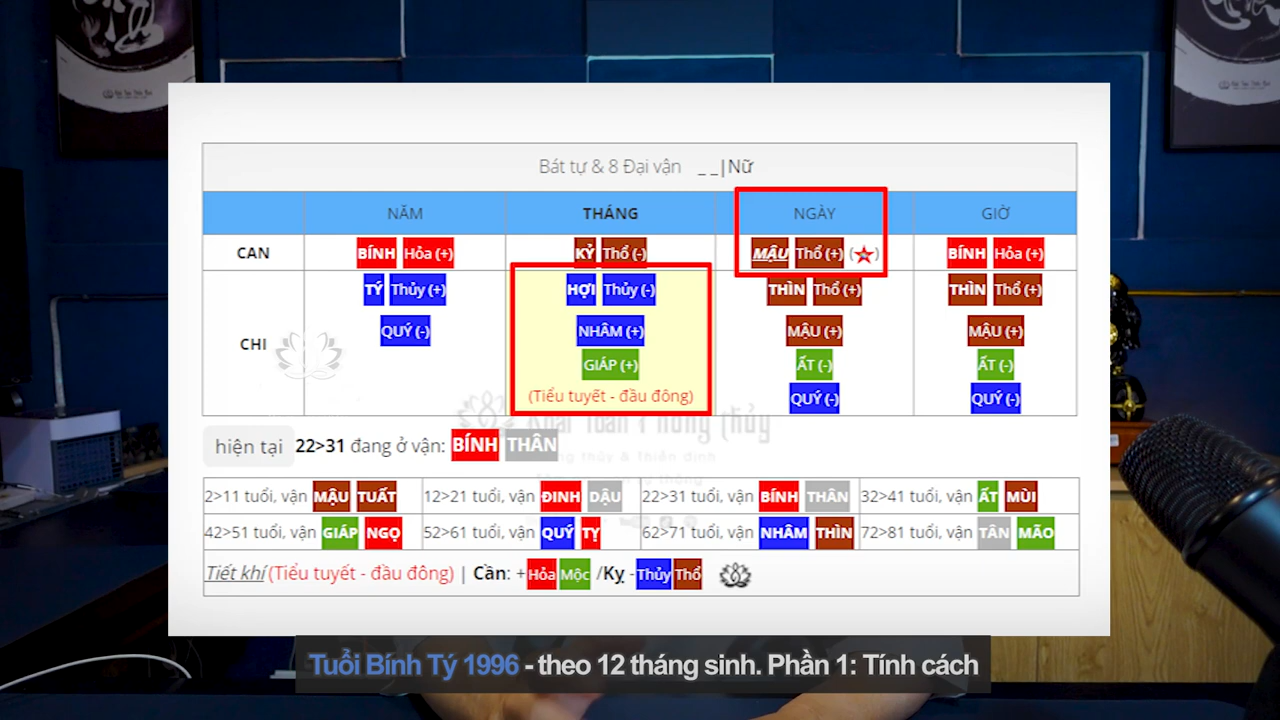 Bát tự & 8 Đại vận _ _|Nữ
NĂM THÁNG NGÀY GIỜ
CAN BÍNH Hỏa (+) KỶ Thổ (-) MẬU Thổ (+) (★) BÍNH Hỏa (+)
TÝ Thủy (+) HỢI Thủy (-) THÌN Thổ (+) THÌN Thổ (+)
CHI QUÝ (-) NHÂM (+) MẬU (+) MẬU (+)
GIÁP (+) ẤT (-) ẤT (-)
(Tiểu tuyết - đầu đông) QUÝ (-) QUÝ (-)
hiện tại 22>31 đang ở vận: BÍNH THÂN
2>11 tuổi, vận MẬU TUẤT 12>21 tuổi, vận ĐINH DẬU 22>31 tuổi, vận BÍNH THÂN 32>41 tuổi, vận ẤT MÙI
42>51 tuổi, vận GIÁP NGỌ 52>61 tuổi, vận QUÝ TỴ 62>71 tuổi, vận NHÂM THÌN 72>81 tuổi, vận TÂN MÃO
Tiết khí (Tiểu tuyết - đầu đông) | Cần: + Hỏa Mộc /Kỵ - Thủy Thổ
Tuổi Bính Tý 1996 - theo 12 tháng sinh. Phần 1: Tính cách